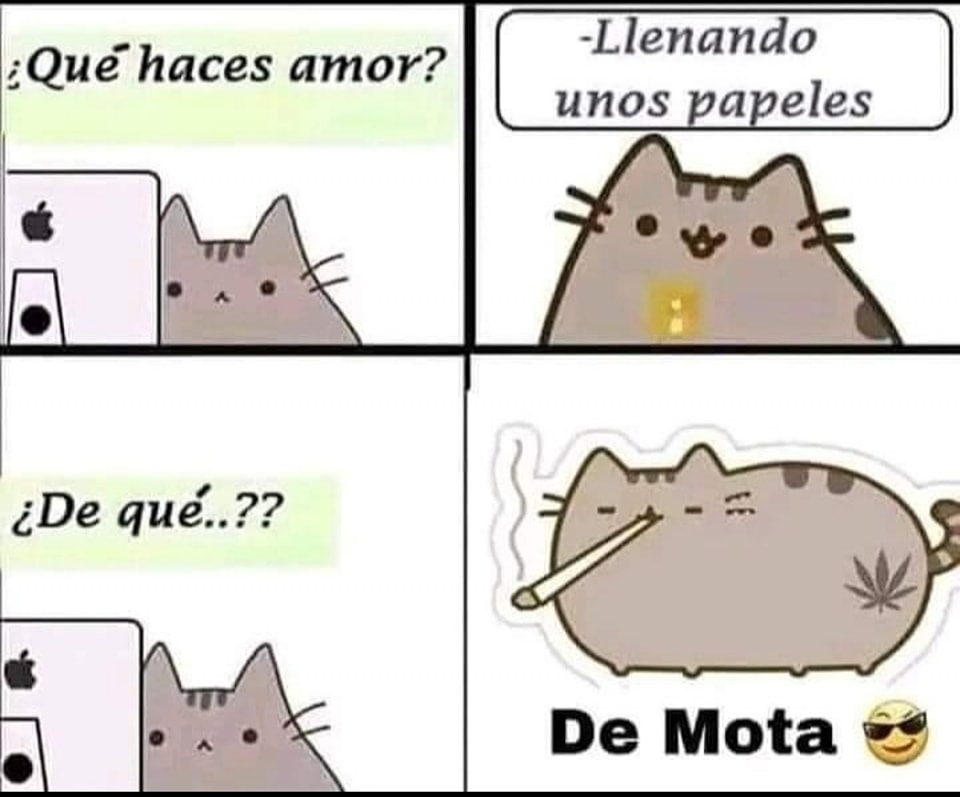 ¿Qué haces amor?
-Llenando
unos papeles
¿De qué..??
De Mota 😎